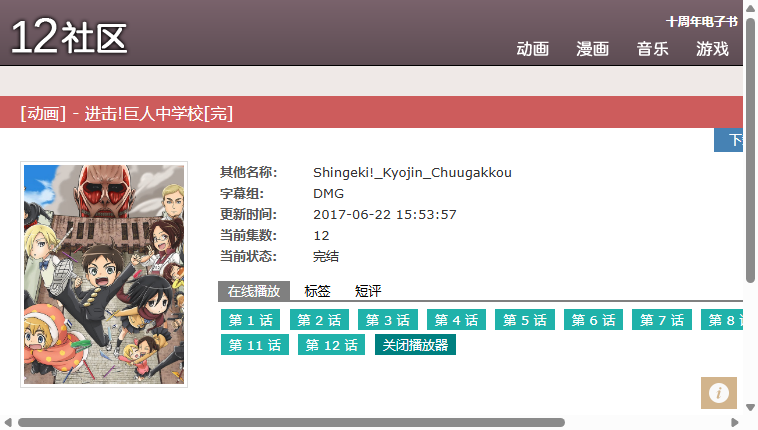 12社区
十周年电子书
动画 漫画 音乐 游戏
[动画] - 进击!巨人中学校[完]
其他名称: Shingeki!_Kyojin_Chuugakkou
字幕组: DMG
更新时间: 2017-06-22 15:53:57
当前集数: 12
当前状态: 完结
在线播放 标签 短评
第 1 话 第 2 话 第 3 话 第 4 话 第 5 话 第 6 话 第 7 话 第 8
第 11 话 第 12 话 关闭播放器